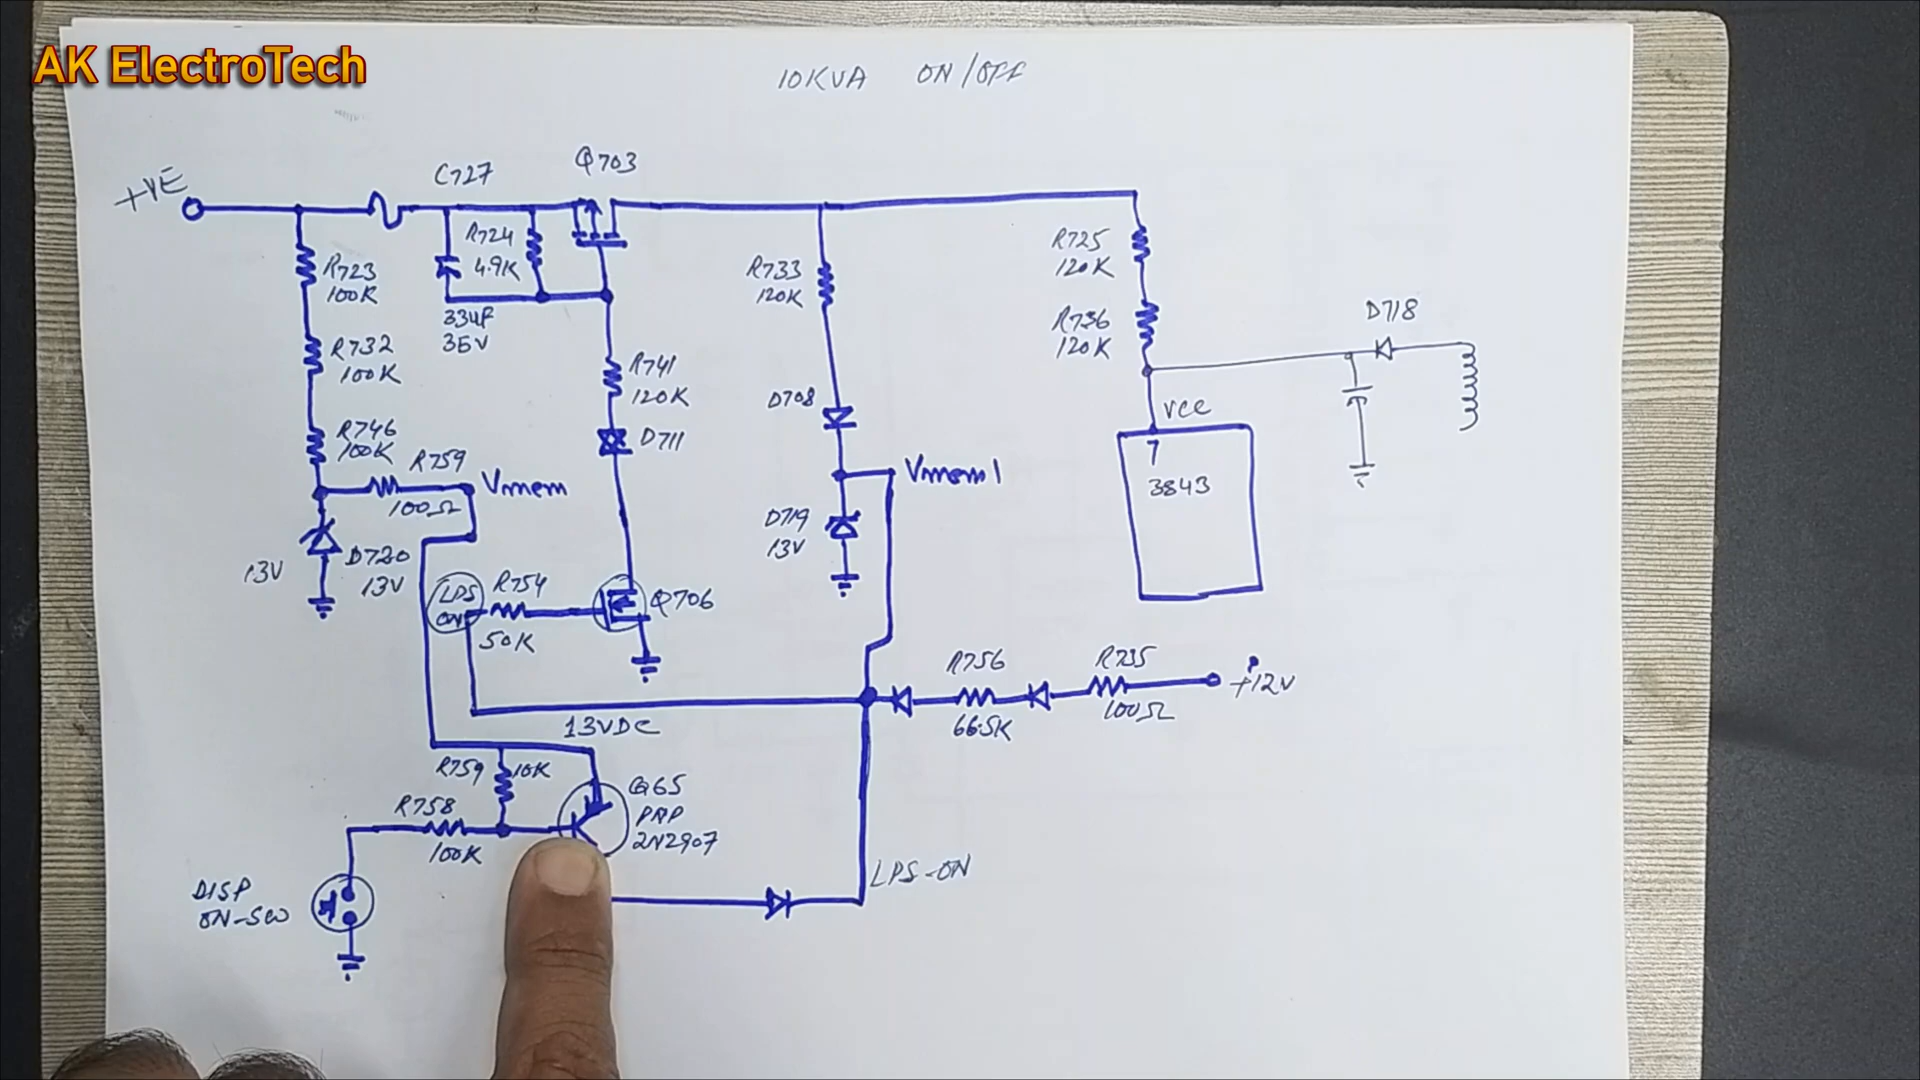 AK ElectroTech
10KVA ON/OFF
+VE
C727
Q703
R724
4.9K
R723
100K
33uF
35V
R733
120K
R725
120K
R736
120K
D718
R732
100K
R741
120K
D708
R746
100K
R759
100Ω
Vmem
D711
Vmem1
Vcc
7
3843
D719
13V
13V
D720
13V
LPS
ON
R754
50K
Q706
R756
66.5K
R735
100Ω
+12V
13VDC
R759
10K
Q65
PNP
2N2907
R758
100K
LPS-ON
DISP
ON-SW